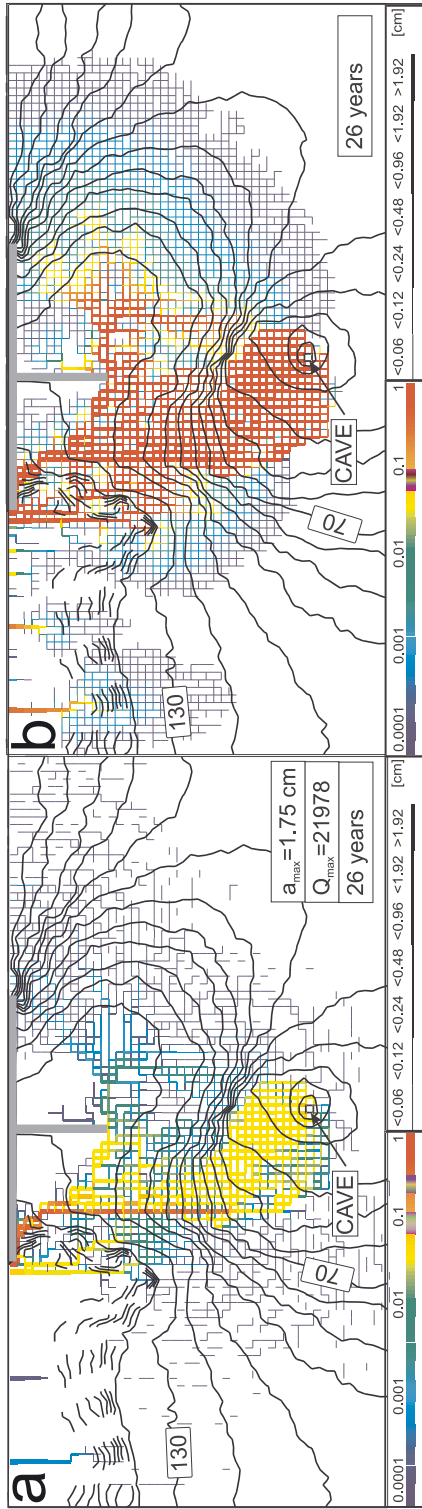 a
130
70
CAVE
a max =1.75 cm
Q max =21978
26 years
0.0001 0.001 0.01 0.1 1 <0.06 <0.12 <0.24 <0.48 <0.96 <1.92 >1.92 [cm]
b
130
70
CAVE
26 years
0.0001 0.001 0.01 0.1 1 <0.06 <0.12 <0.24 <0.48 <0.96 <1.92 >1.92 [cm]